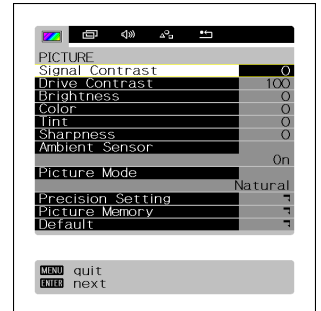 PICTURE
Signal Contrast 0
Drive Contrast 100
Brightness 0
Color 0
Tint 0
Sharpness 0
Ambient Sensor
On
Picture Mode
Natural
Precision Setting
Picture Memory
Default
MENU quit
ENTER next